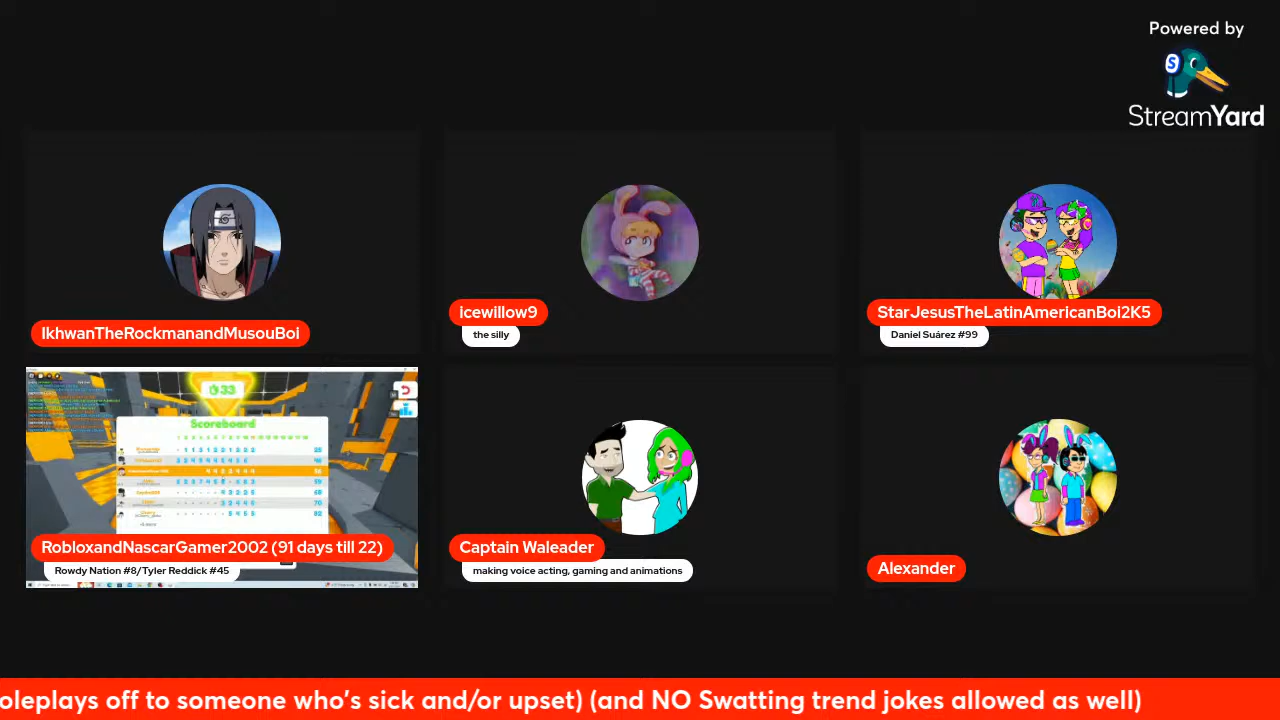 Powered by
StreamYard
IkhwanTheRockmanandMusouBoi
icewillow9
the silly
StarJesusTheLatinAmericanBoi2K5
Daniel Suárez #99
33
Scoreboard
RobloxandNascarGamer2002 (91 days till 22)
Rowdy Nation #8/Tyler Reddick #45
Captain Waleader
making voice acting, gaming and animations
Alexander
oleplays off to someone who's sick and/or upset) (and NO Swatting trend jokes allowed as well)